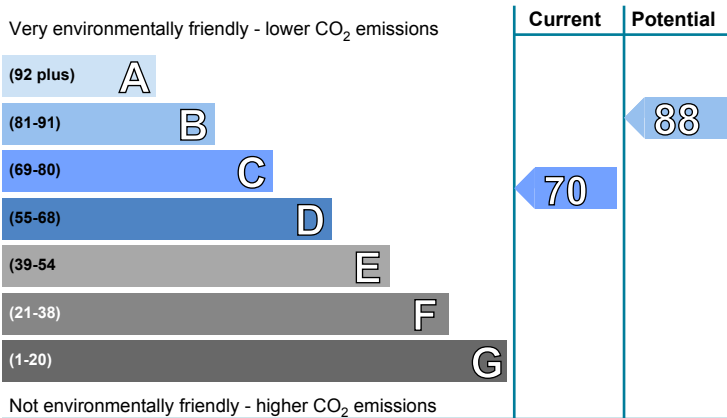 Very environmentally friendly - lower CO2 emissions
Current
Potential
(92 plus) A
(81-91) B
88
(69-80) C
70
(55-68) D
(39-54 E
(21-38) F
(1-20) G
Not environmentally friendly - higher CO2 emissions